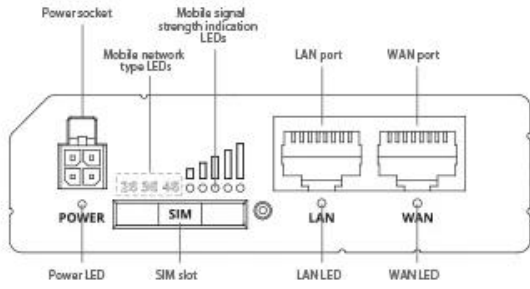 Power socket
Mobile signal
strength indication
LEDs
Mobile network
type LEDs
LAN port
WAN port
2G 3G 4G
POWER
SIM
LAN
WAN
Power LED
SIM slot
LAN LED
WAN LED